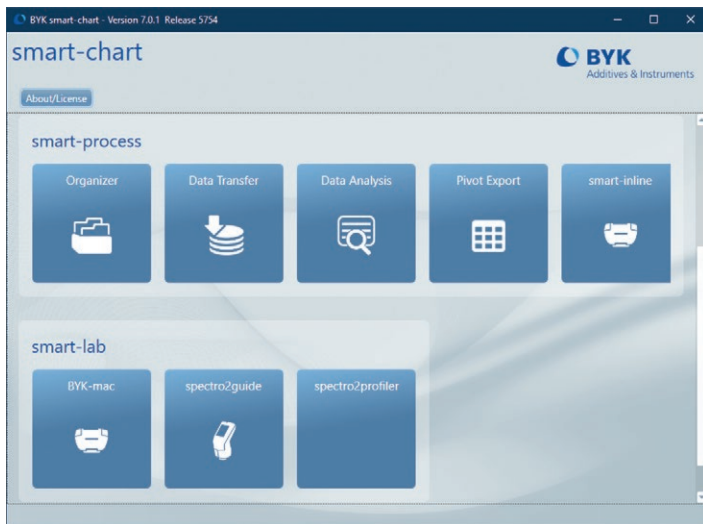 BYK smart-chart - Version 7.0.1 Release 5754
smart-chart
BYK
Additives & Instruments
About/License
smart-process
Organizer
Data Transfer
Data Analysis
Pivot Export
smart-inline
smart-lab
BYK-mac
spectro2guide
spectro2profiler